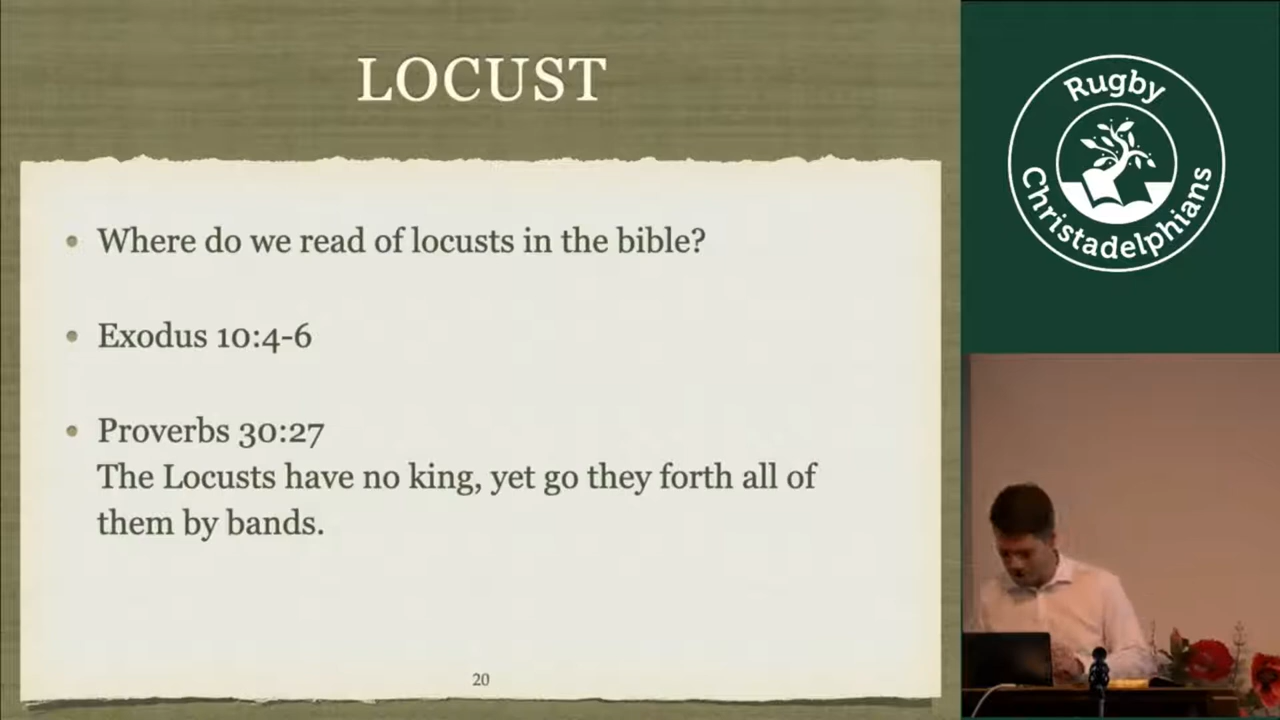 LOCUST
Where do we read of locusts in the bible?
Exodus 10:4-6
Proverbs 30:27
The Locusts have no king, yet go they forth all of
them by bands.
20
Rugby
Christadelphians